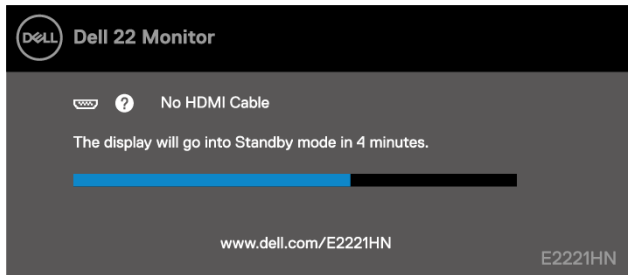 DELL Dell 22 Monitor
? No HDMI Cable
The display will go into Standby mode in 4 minutes.
www.dell.com/E2221HN
E2221HN